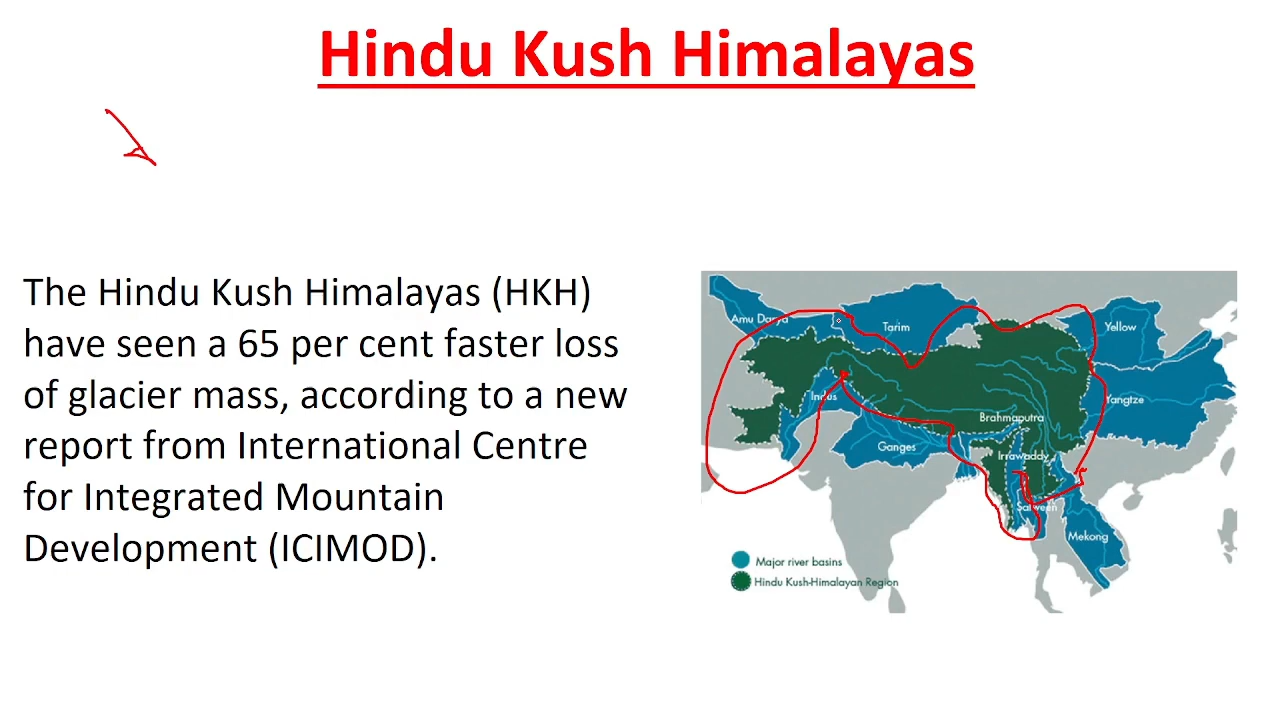 Hindu Kush Himalayas
The Hindu Kush Himalayas (HKH)
have seen a 65 per cent faster loss
of glacier mass, according to a new
report from International Centre
for Integrated Mountain
Development (ICIMOD).
Amu Darya
Tarim
Yellow
Indus
Yangtze
Brahmaputra
Ganges
Irrawaddy
Salween
Mekong
Major river basins
Hindu Kush-Himalayan Region